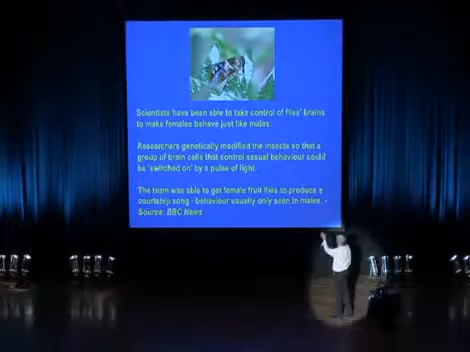 Scientists have been able to take control of flies' brains
to make females behave just like males.
Researchers genetically modified the insects so that a
group of brain cells that control sexual behaviour could
be 'switched on' by a pulse of light.
The team was able to get female fruit flies to produce a
courtship song - behaviour usually only seen in males. -
Source: BBC News